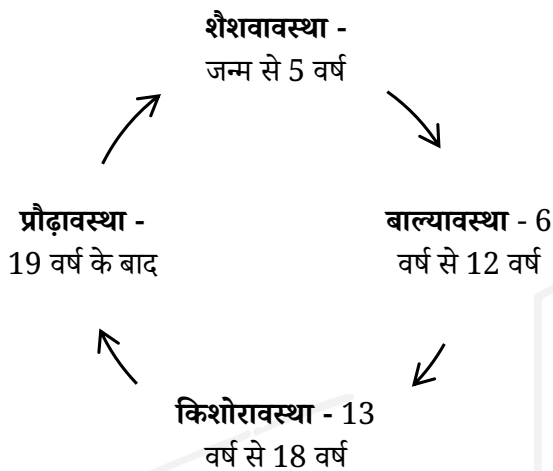 शैशवावस्था -
जन्म से 5 वर्ष
बाल्यावस्था - 6
वर्ष से 12 वर्ष
किशोरावस्था - 13
वर्ष से 18 वर्ष
प्रौढ़ावस्था -
19 वर्ष के बाद